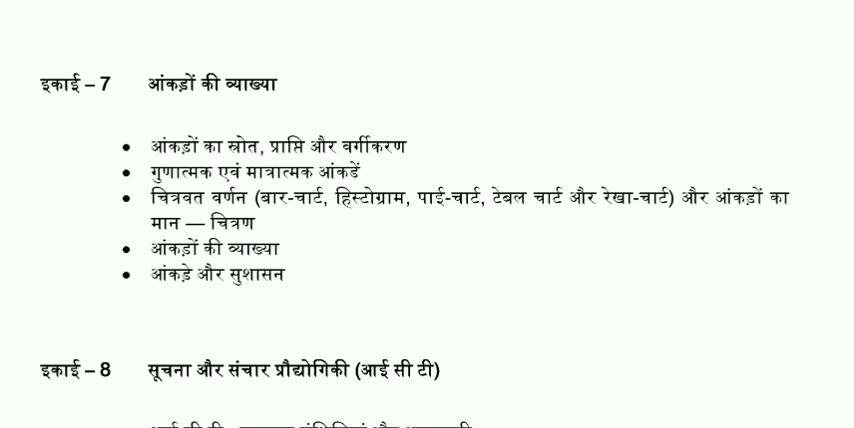 इकाई – 7 आंकड़ों की व्याख्या
• आंकड़ों का स्रोत, प्राप्ति और वर्गीकरण
• गुणात्मक एवं मात्रात्मक आंकडें
• चित्रवत वर्णन (बार-चार्ट, हिस्टोग्राम, पाई-चार्ट, टेबल चार्ट और रेखा-चार्ट) और आंकड़ों का
मान — चित्रण
• आंकड़ों की व्याख्या
• आंकड़े और सुशासन
इकाई – 8 सूचना और संचार प्रौद्योगिकी (आई सी टी)